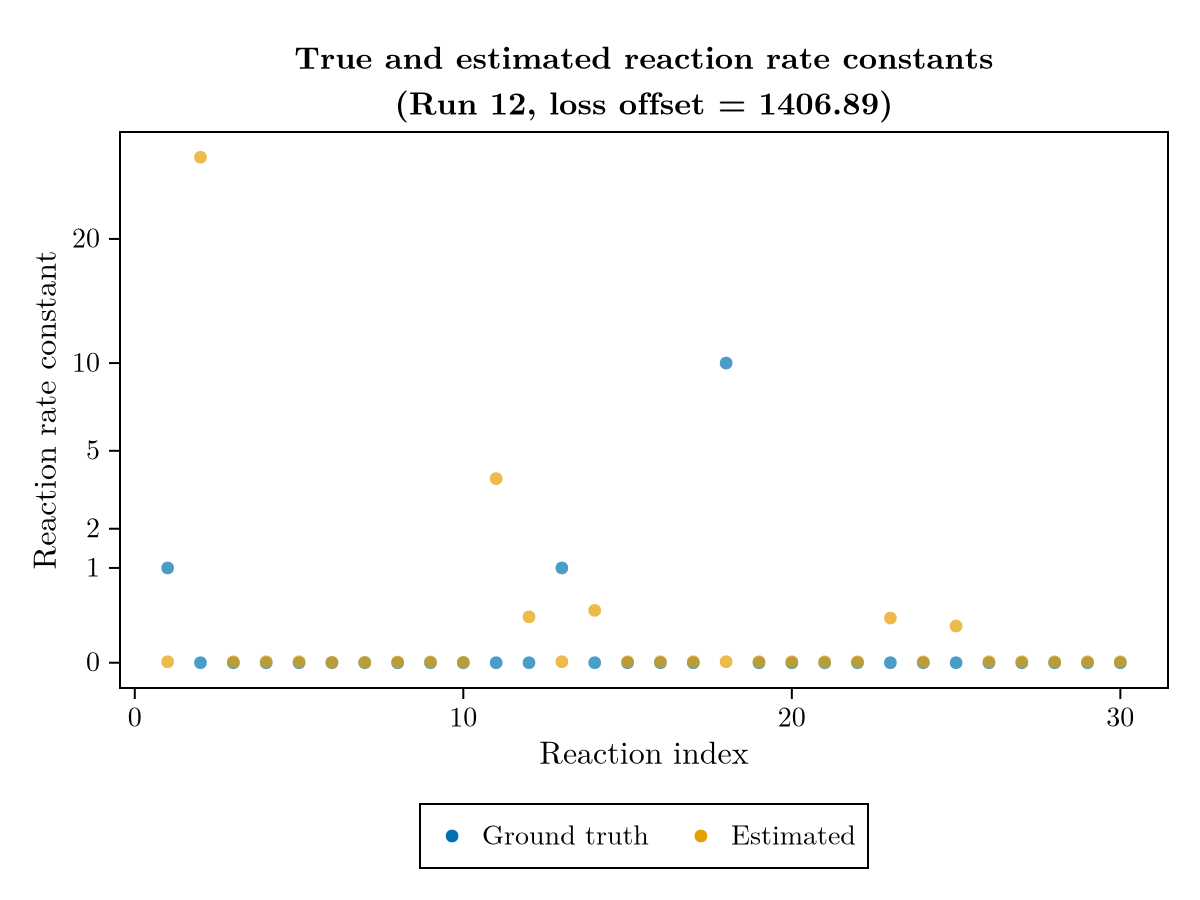 True and estimated reaction rate constants
(Run 12, loss offset = 1406.89)
Reaction rate constant
20
10
5
2
1
0
0 10 20 30
Reaction index
Ground truth Estimated